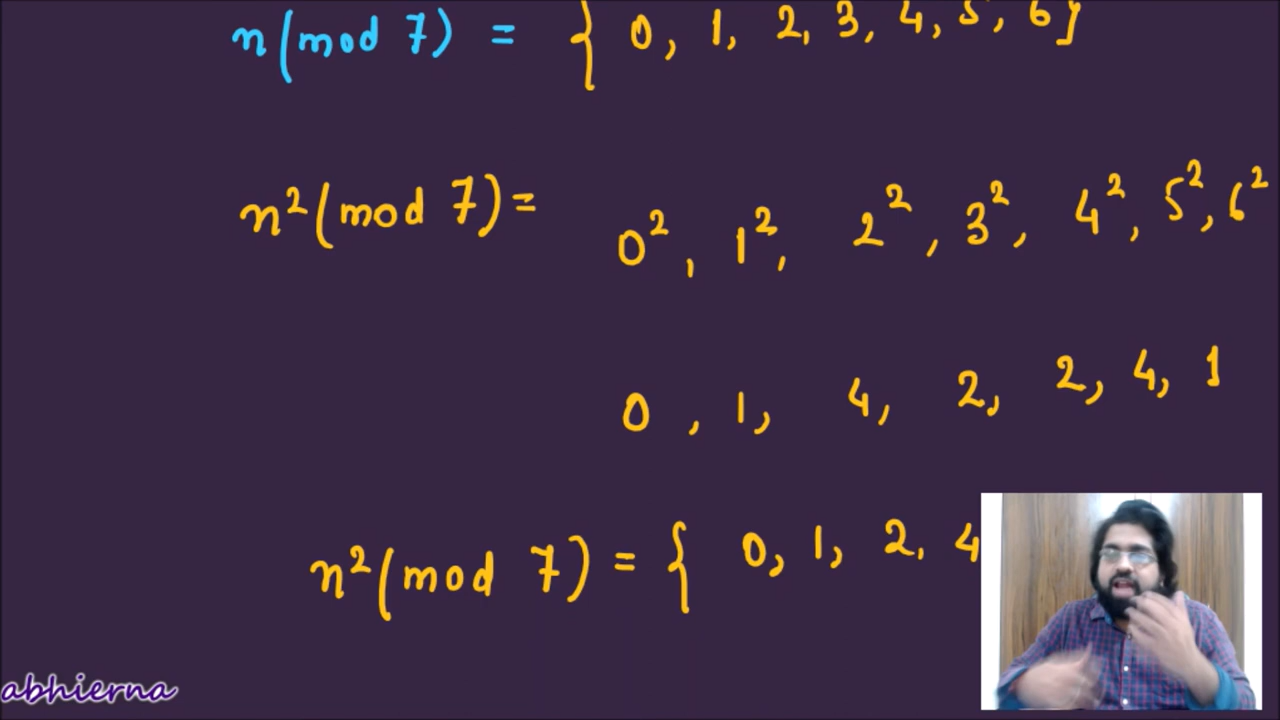 n(mod 7) = { 0, 1, 2, 3, 4, 5, 6}
n²(mod 7) = 0², 1², 2², 3², 4², 5², 6²
0, 1, 4, 2, 2, 4, 1
n²(mod 7) = { 0, 1, 2, 4
abhierna